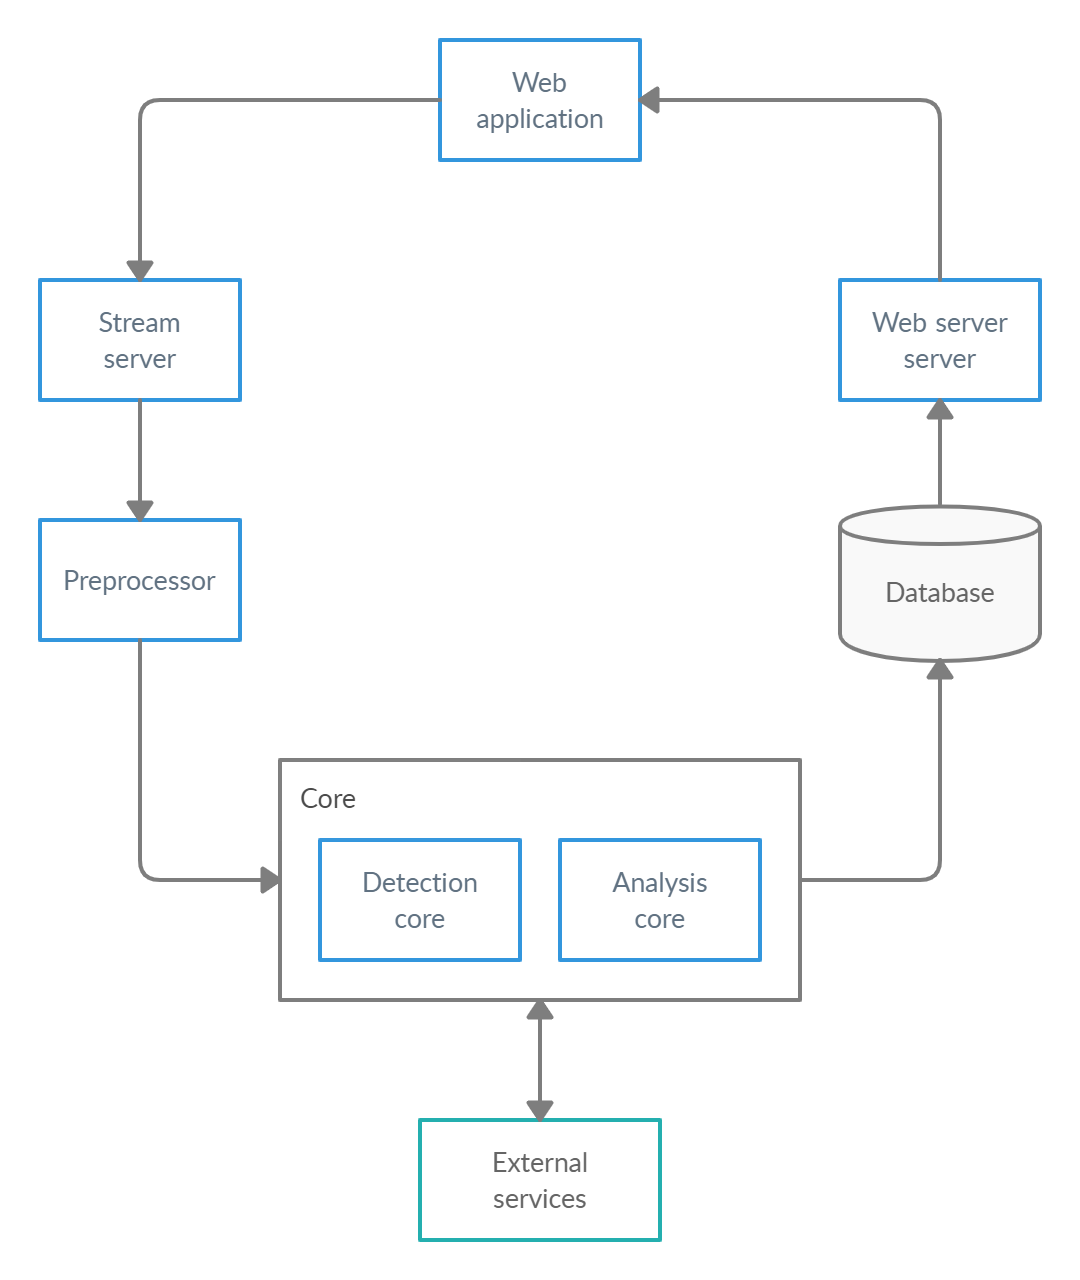 Web
application
Stream
server
Web server
server
Preprocessor
Database
Core
Detection
core
Analysis
core
External
services